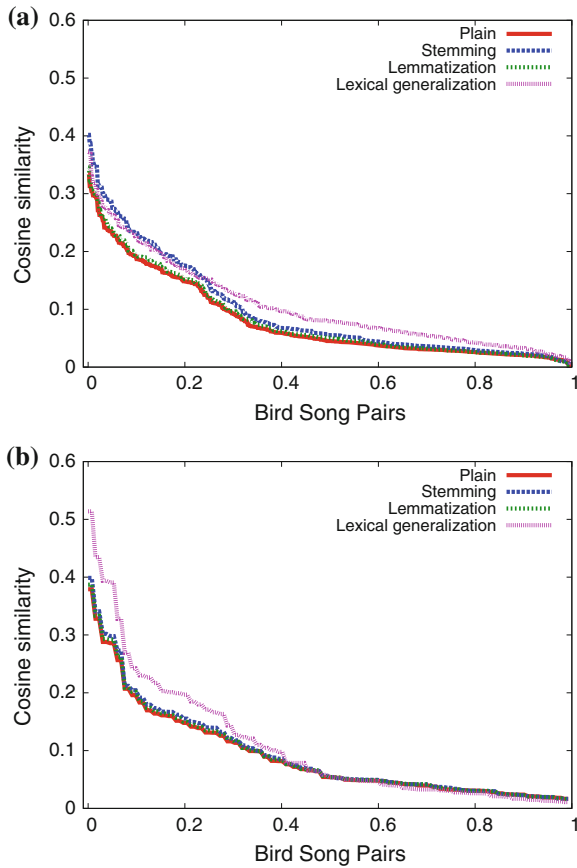 (a)
0.6
0.5
0.4
0.3
0.2
0.1
0
Cosine similarity
Plain
Stemming
Lemmatization
Lexical generalization
0 0.2 0.4 0.6 0.8 1
Bird Song Pairs
(b)
0.6
0.5
0.4
0.3
0.2
0.1
0
Cosine similarity
Plain
Stemming
Lemmatization
Lexical generalization
0 0.2 0.4 0.6 0.8 1
Bird Song Pairs